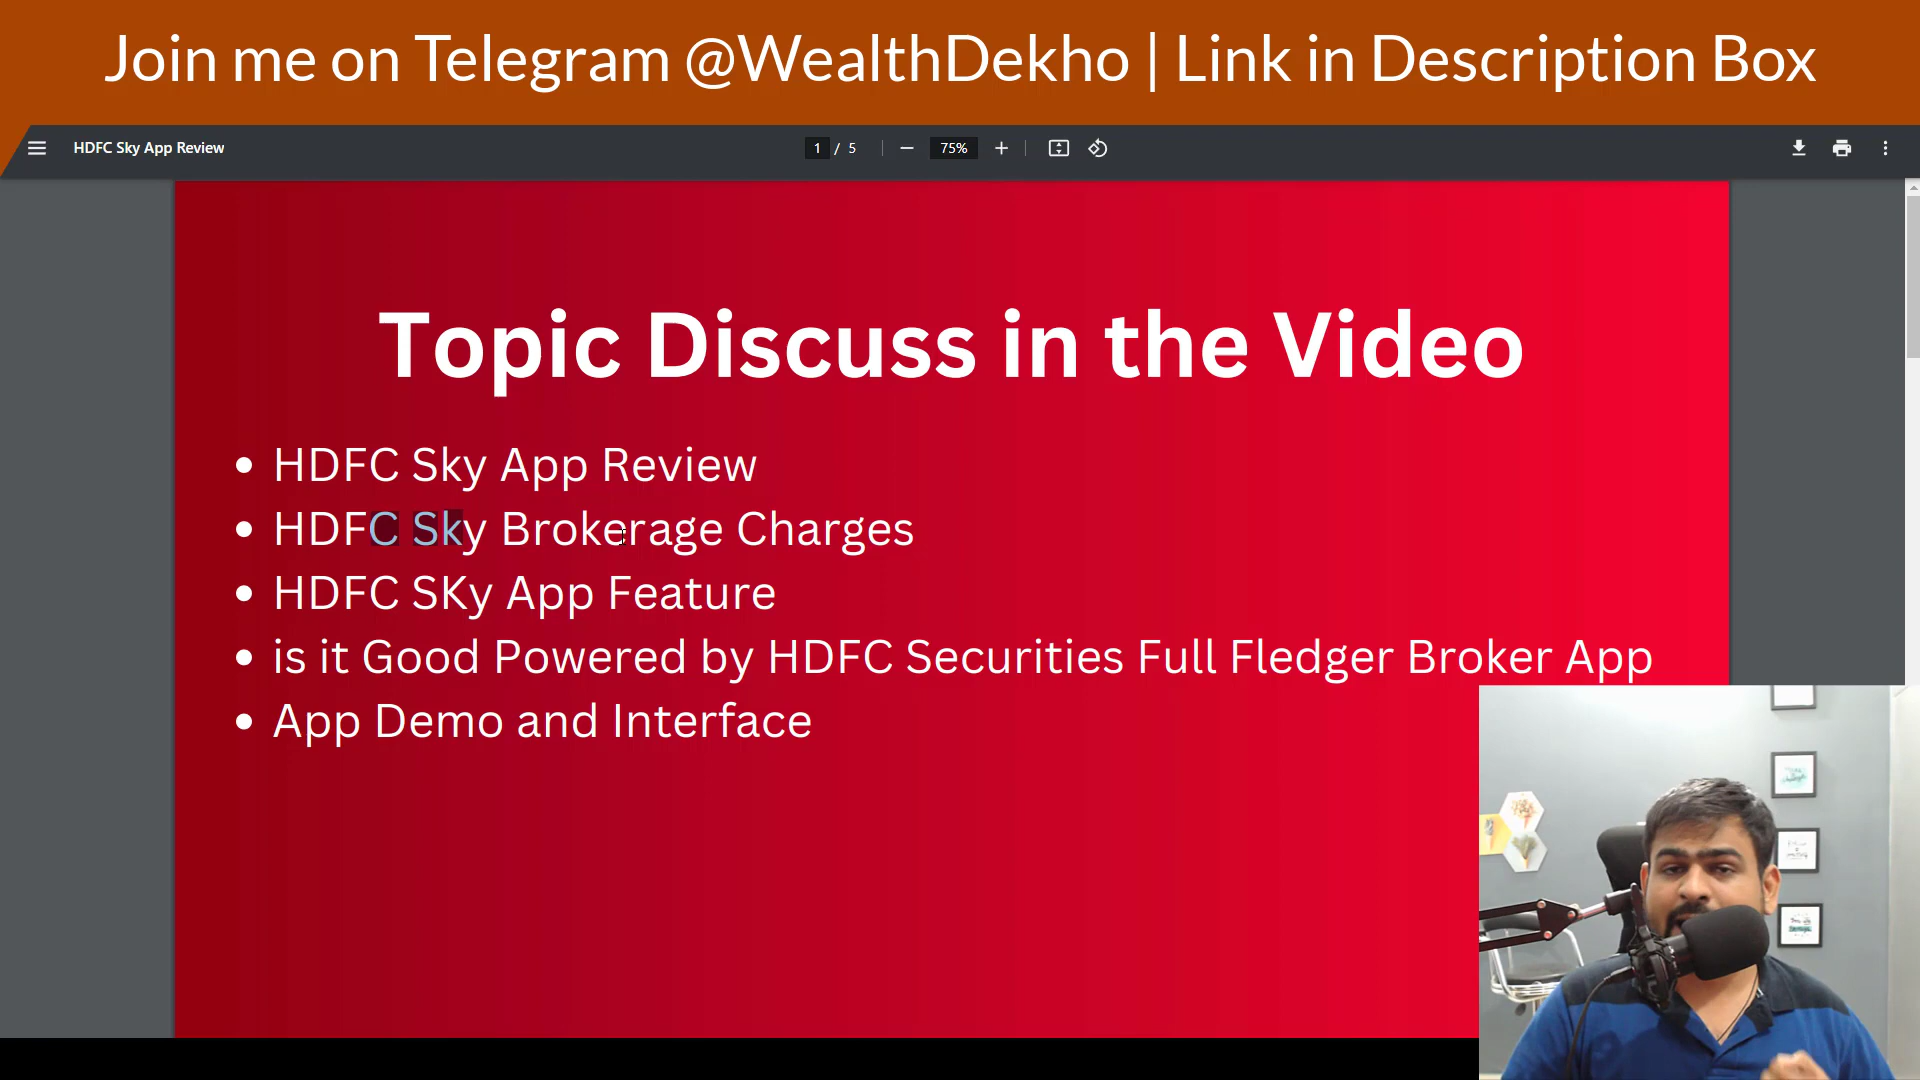 Join me on Telegram @WealthDekho | Link in Description Box
HDFC Sky App Review
1 / 5
75%
Topic Discuss in the Video
HDFC Sky App Review
HDFC Sky Brokerage Charges
HDFC SKy App Feature
is it Good Powered by HDFC Securities Full Fledger Broker App
App Demo and Interface